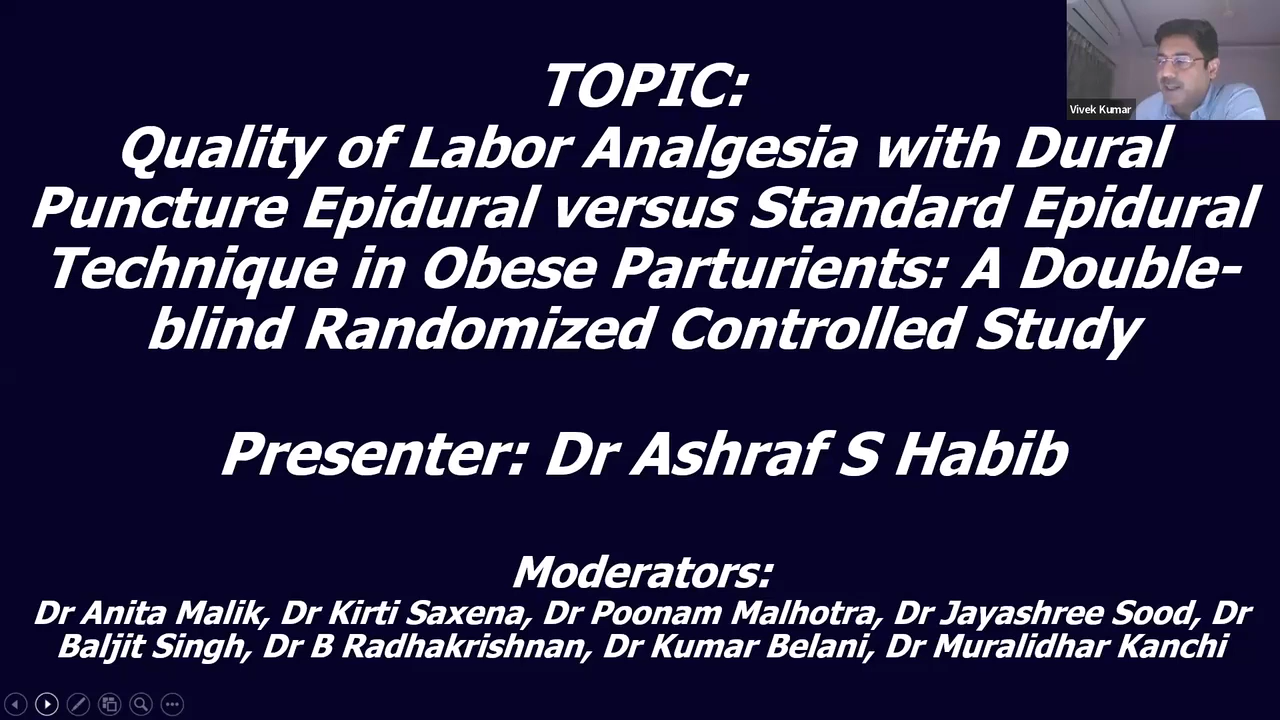 TOPIC:
Quality of Labor Analgesia with Dural
Puncture Epidural versus Standard Epidural
Technique in Obese Parturients: A Double-
blind Randomized Controlled Study
Presenter: Dr Ashraf S Habib
Moderators:
Dr Anita Malik, Dr Kirti Saxena, Dr Poonam Malhotra, Dr Jayashree Sood, Dr
Baljit Singh, Dr B Radhakrishnan, Dr Kumar Belani, Dr Muralidhar Kanchi
Vivek Kumar